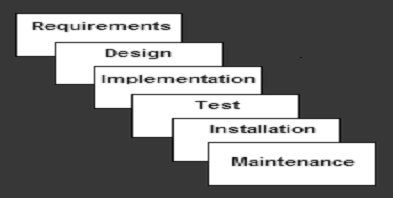 Requirements
Design
Implementation
Test
Installation
Maintenance